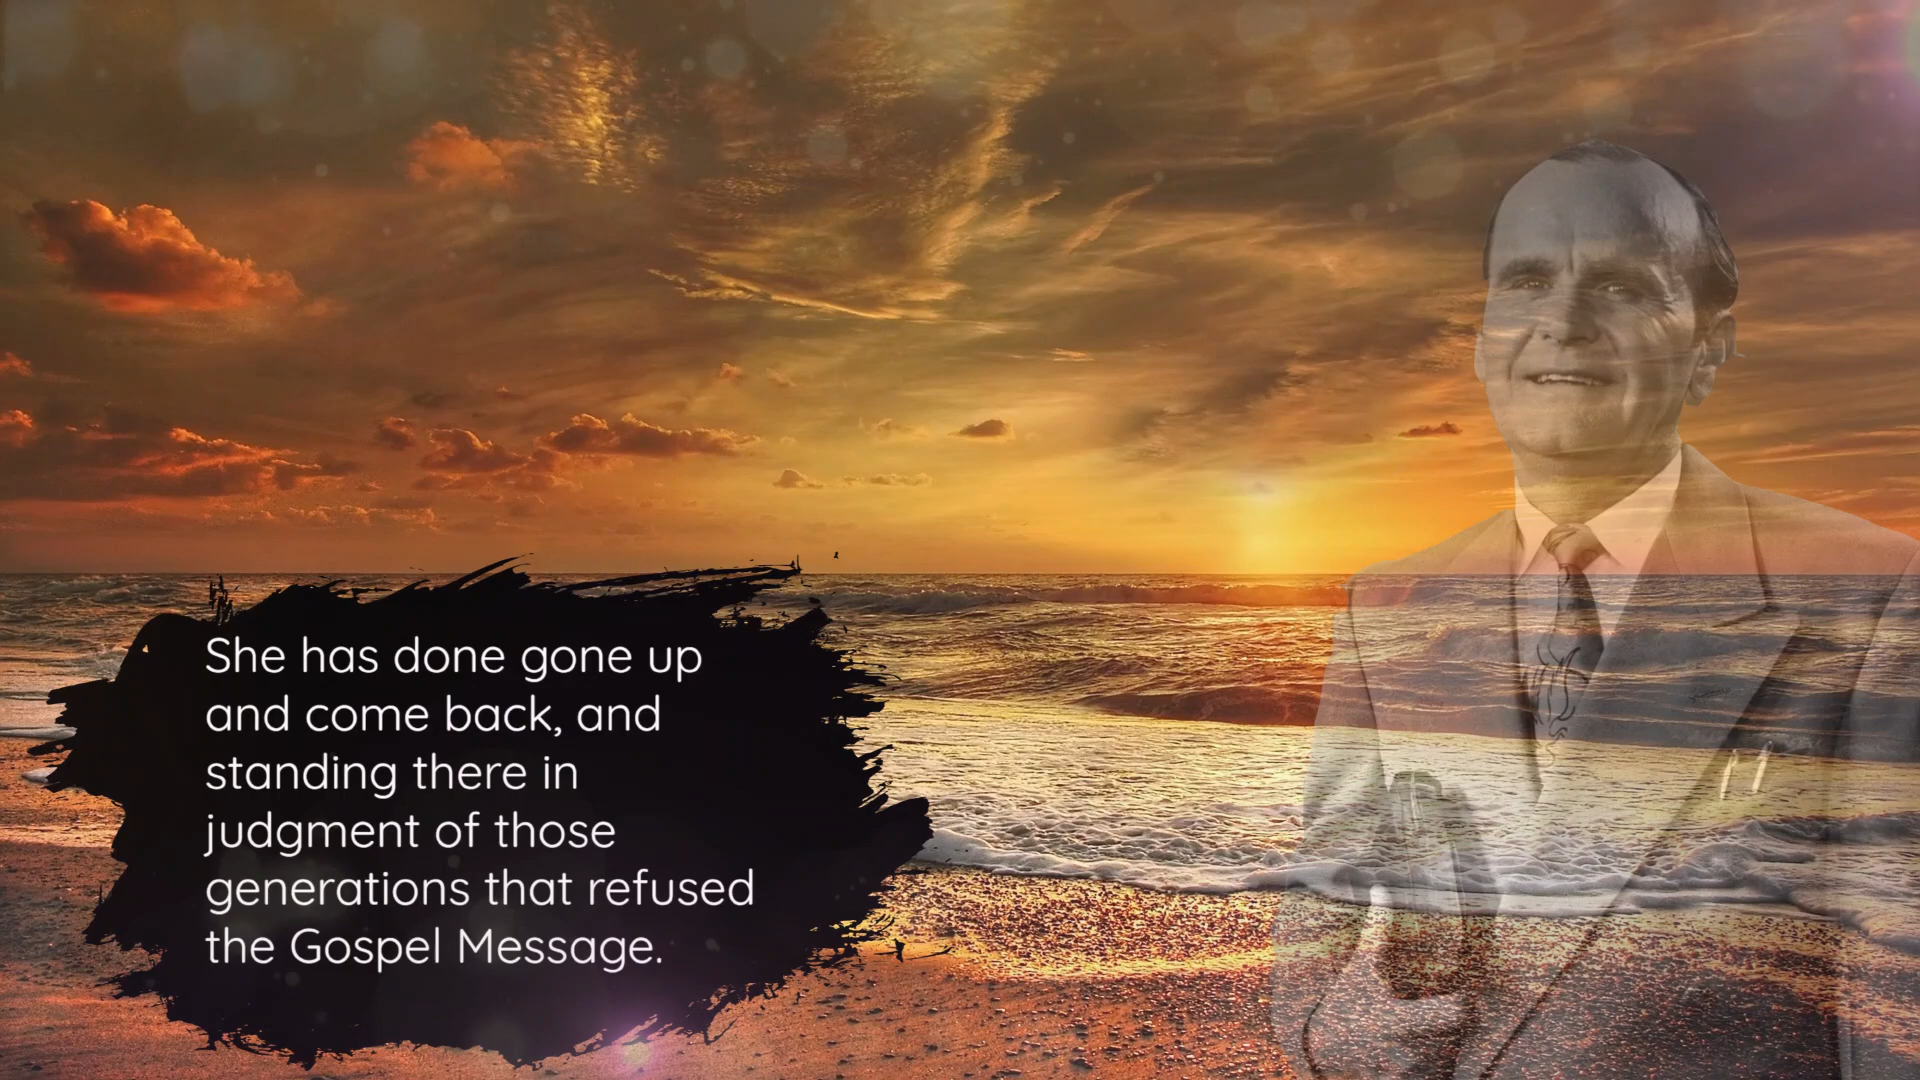 She has done gone up
and come back, and
standing there in
judgment of those
generations that refused
the Gospel Message.